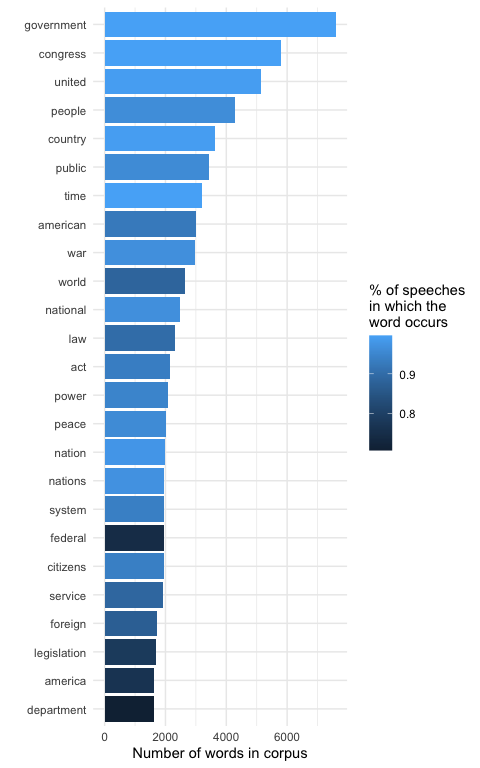 government
congress
united
people
country
public
time
american
war
world
national
law
act
power
peace
nation
nations
system
federal
citizens
service
foreign
legislation
america
department
0 2000 4000 6000
Number of words in corpus
% of speeches
in which the
word occurs
0.9
0.8